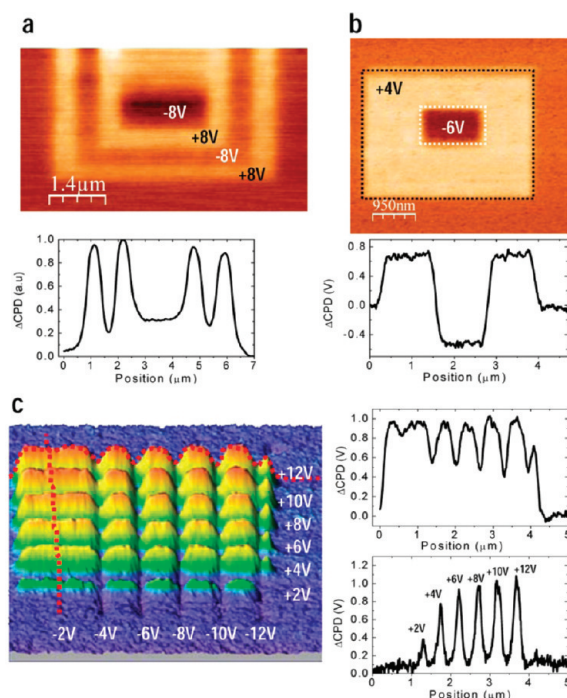 a
-8V
+8V
-8V
+8V
1.4μm
ΔCPD (a.u)
1.0
0.8
0.6
0.4
0.2
0.0
0 1 2 3 4 5 6 7
Position (μm)
b
+4V
-6V
950nm
ΔCPD (V)
0.8
0.4
0.0
-0.4
0 1 2 3 4
Position (μm)
c
+12V
+10V
+8V
+6V
+4V
+2V
-2V -4V -6V -8V -10V -12V
ΔCPD (V)
1.0
0.8
0.6
0.4
0.2
0.0
0 1 2 3 4 5
Position (μm)
ΔCPD (V)
1.2
1.0
0.8
0.6
0.4
0.2
0.0
+2V +4V +6V +8V +10V +12V
0 1 2 3 4 5
Position (μm)